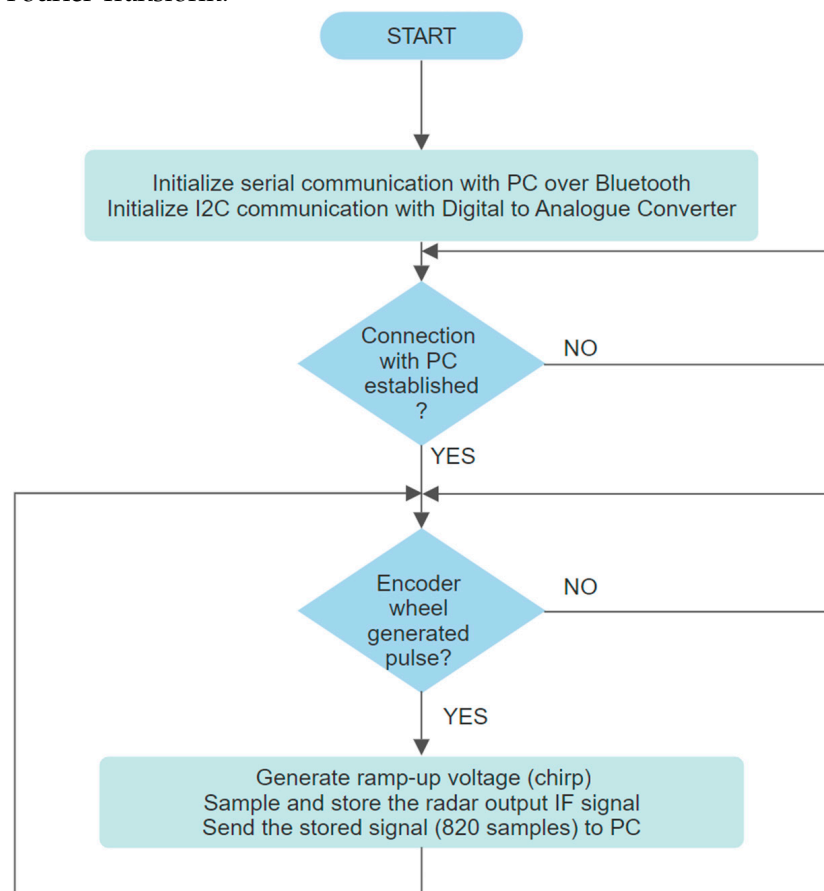 START
Initialize serial communication with PC over Bluetooth
Initialize I2C communication with Digital to Analogue Converter
Connection
with PC
established
?
NO
YES
Encoder
wheel
generated
pulse?
NO
YES
Generate ramp-up voltage (chirp)
Sample and store the radar output IF signal
Send the stored signal (820 samples) to PC